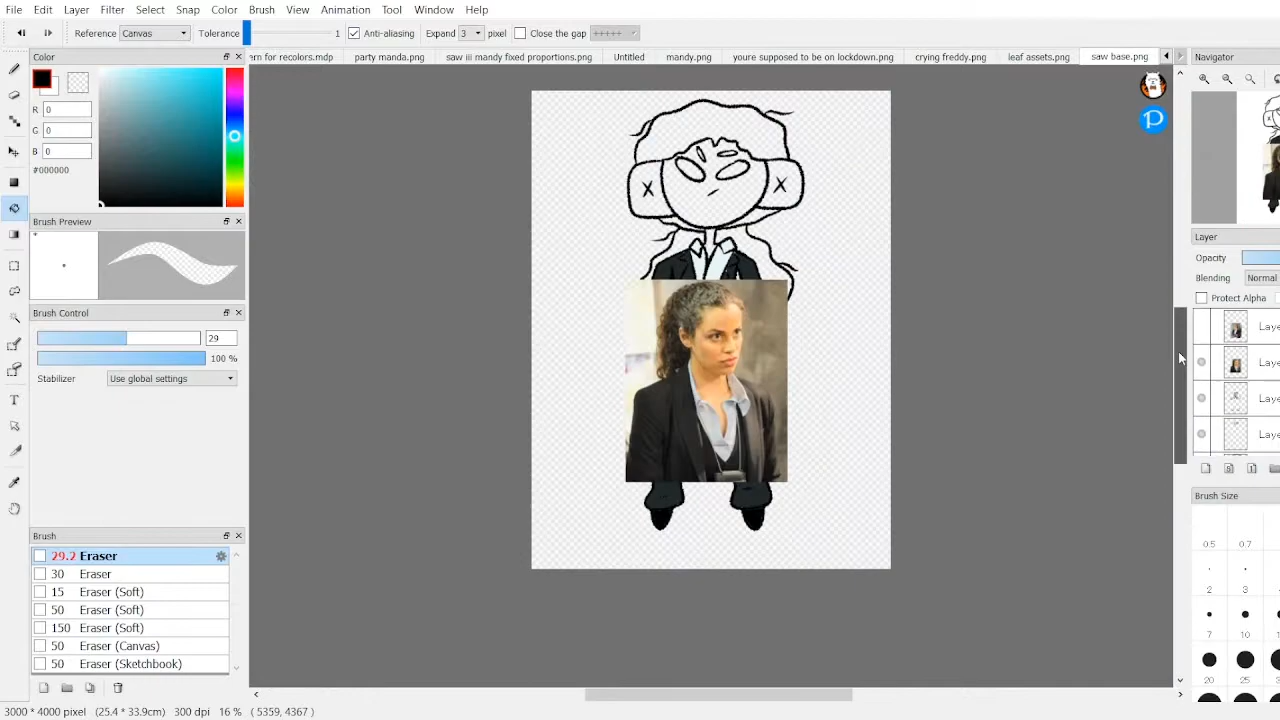 File Edit Layer Filter Select Snap Color Brush View Animation Tool Window Help
Reference Canvas Tolerance 1 Anti-aliasing Expand 3 pixel Close the gap +++++
Color
ern for recolors.mdp party manda.png saw iii mandy fixed proportions.png Untitled mandy.png youre supposed to be on lockdown.png crying freddy.png leaf assets.png saw base.png
Navigator
R 0
G 0
B 0
#000000
Brush Preview
Layer
Opacity
Blending Normal
Protect Alpha
Brush Control
29
100 %
Stabilizer Use global settings
Laye
Laye
Laye
Laye
Brush Size
0.5 0.7
2 3
7 10
20 25
Brush
29.2 Eraser
30 Eraser
15 Eraser (Soft)
50 Eraser (Soft)
150 Eraser (Soft)
50 Eraser (Canvas)
50 Eraser (Sketchbook)
3000 * 4000 pixel (25.4 * 33.9cm) 300 dpi 16 % ( 5359, 4367 )